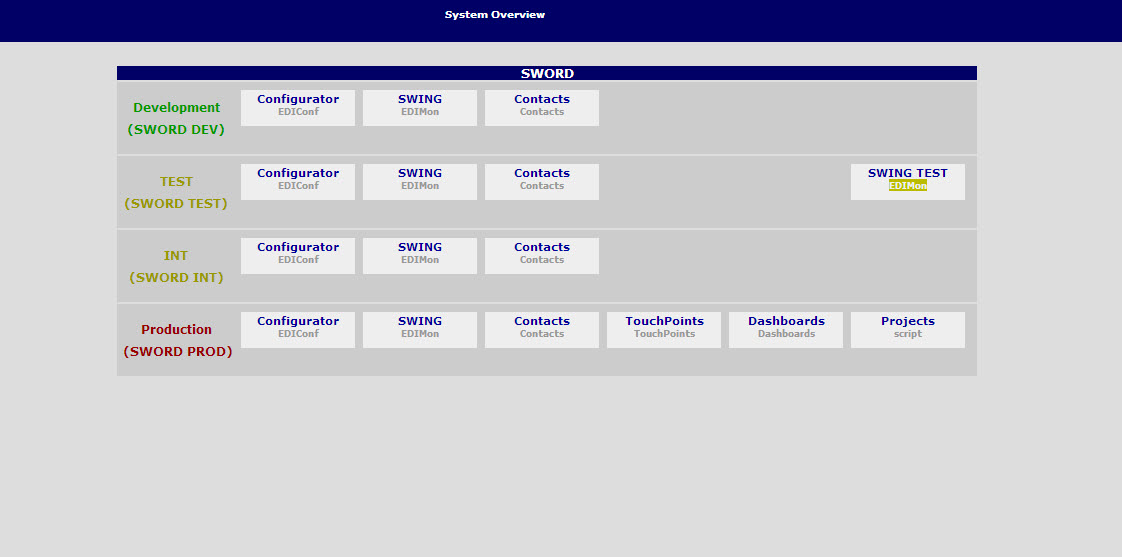 System Overview
SWORD
Development
(SWORD DEV)
Configurator
EDIConf
SWING
EDIMon
Contacts
Contacts
TEST
(SWORD TEST)
Configurator
EDIConf
SWING
EDIMon
Contacts
Contacts
SWING TEST
EDIMon
INT
(SWORD INT)
Configurator
EDIConf
SWING
EDIMon
Contacts
Contacts
Production
(SWORD PROD)
Configurator
EDIConf
SWING
EDIMon
Contacts
Contacts
TouchPoints
TouchPoints
Dashboards
Dashboards
Projects
script